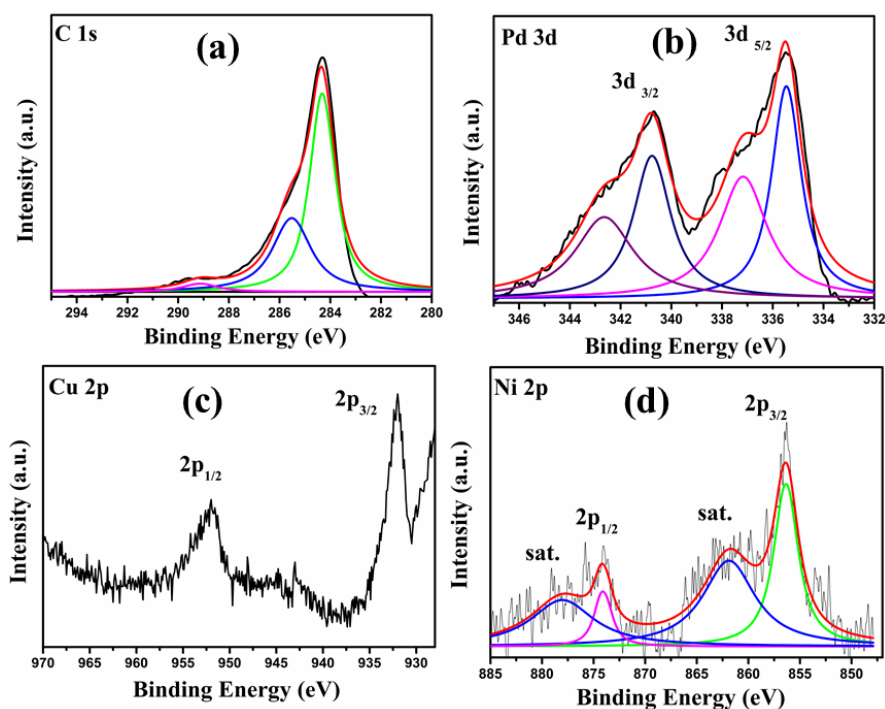 C 1s
(a)
Intensity (a.u.)
294 292 290 288 286 284 282 280
Binding Energy (eV)
Pd 3d
(b)
3d 5/2
3d 3/2
Intensity (a.u.)
346 344 342 340 338 336 334 332
Binding Energy (eV)
Cu 2p
(c)
2p3/2
2p1/2
Intensity (a.u.)
970 965 960 955 950 945 940 935 930
Binding Energy (eV)
Ni 2p
(d)
2p3/2
sat.
2p1/2
sat.
Intensity (a.u.)
885 880 875 870 865 860 855 850
Binding Energy (eV)